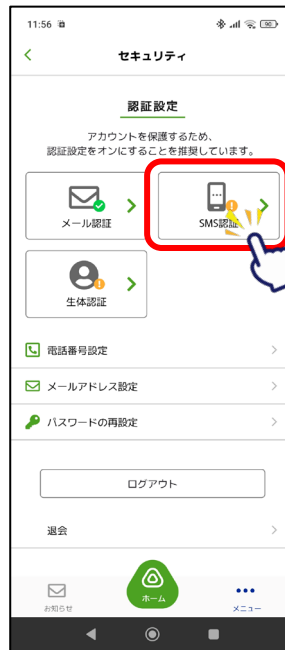 11:56
90
セキュリティ
認証設定
アカウントを保護するため、
認証設定をオンにすることを推奨しています。
メール認証
SMS認証
生体認証
電話番号設定
メールアドレス設定
パスワードの再設定
ログアウト
退会
お知らせ
ホーム
メニュー